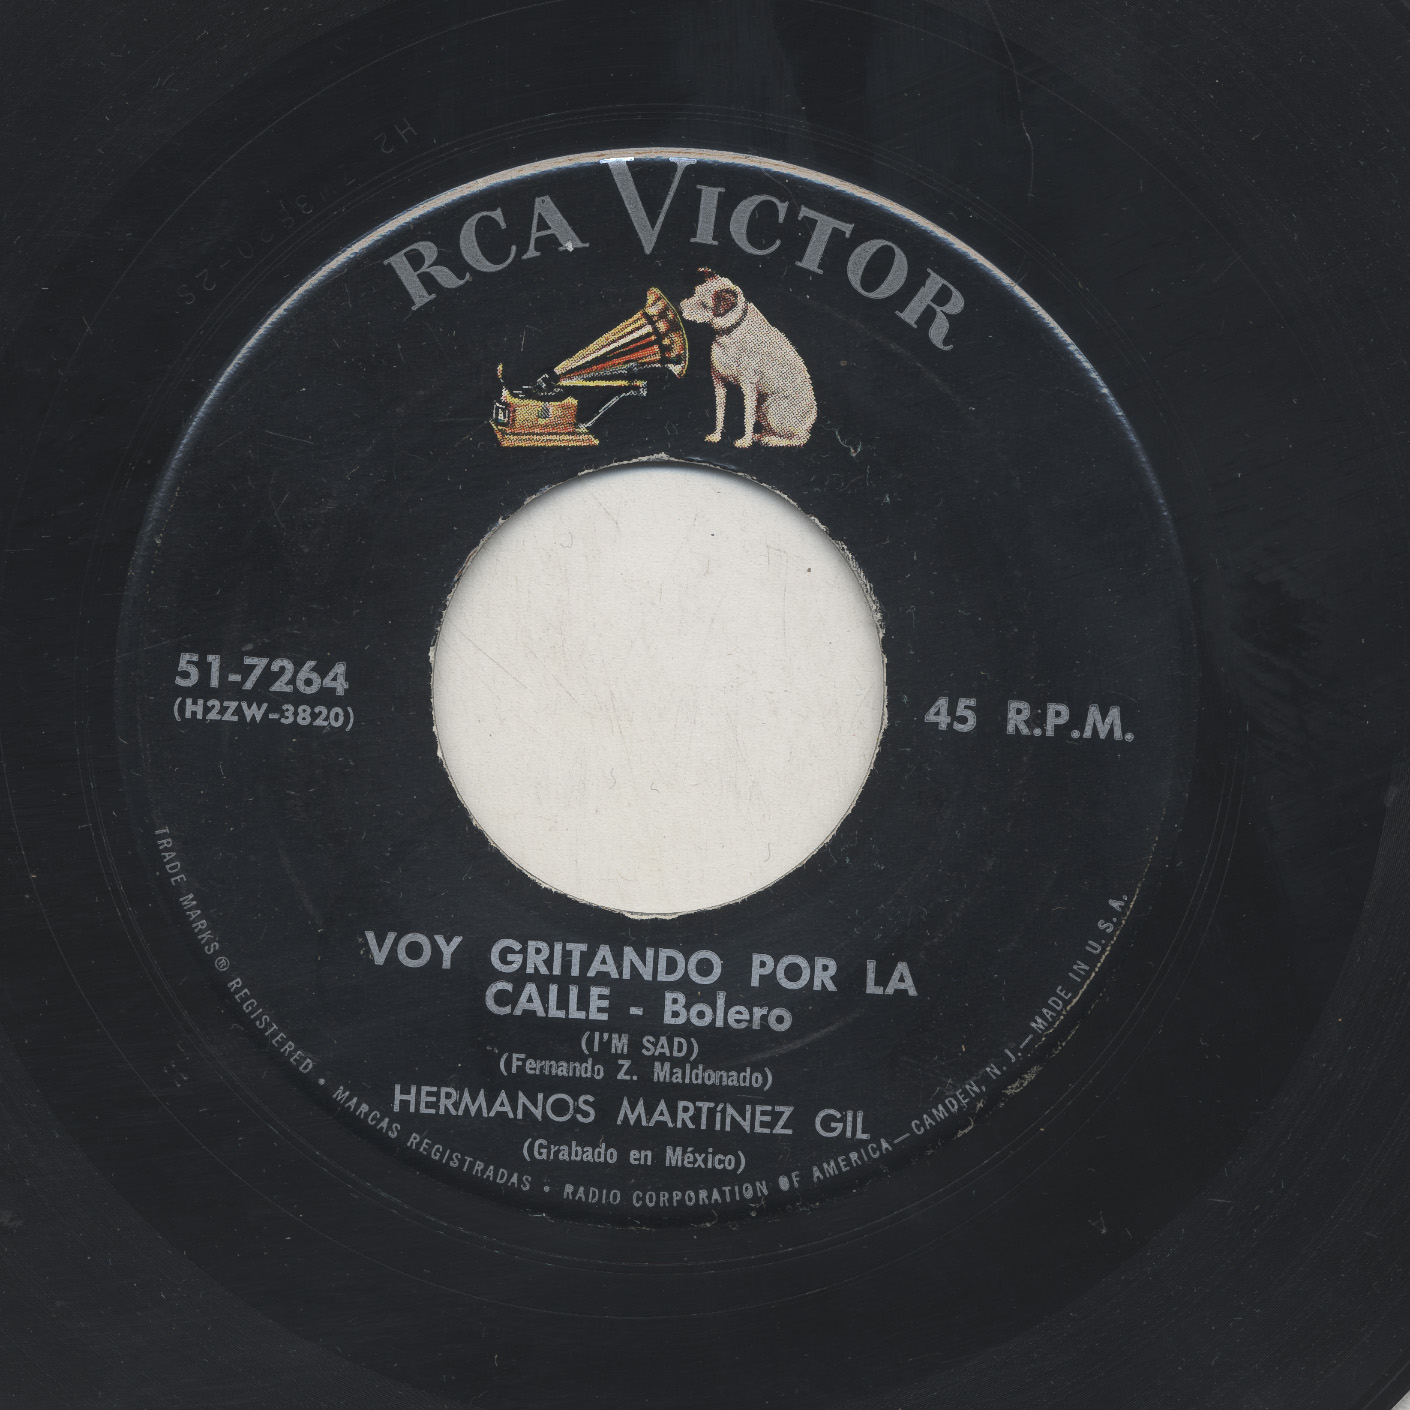 RCA VICTOR
51-7264
(H2ZW-3820)
45 R.P.M.
VOY GRITANDO POR LA
CALLE - Bolero
(I'M SAD)
(Fernando Z. Maldonado)
HERMANOS MARTíNEZ GIL
(Grabado en México)
TRADE MARKS ® REGISTERED • MARCAS REGISTRADAS • RADIO CORPORATION OF AMERICA—CAMDEN, N. J.—MADE IN U. S. A.